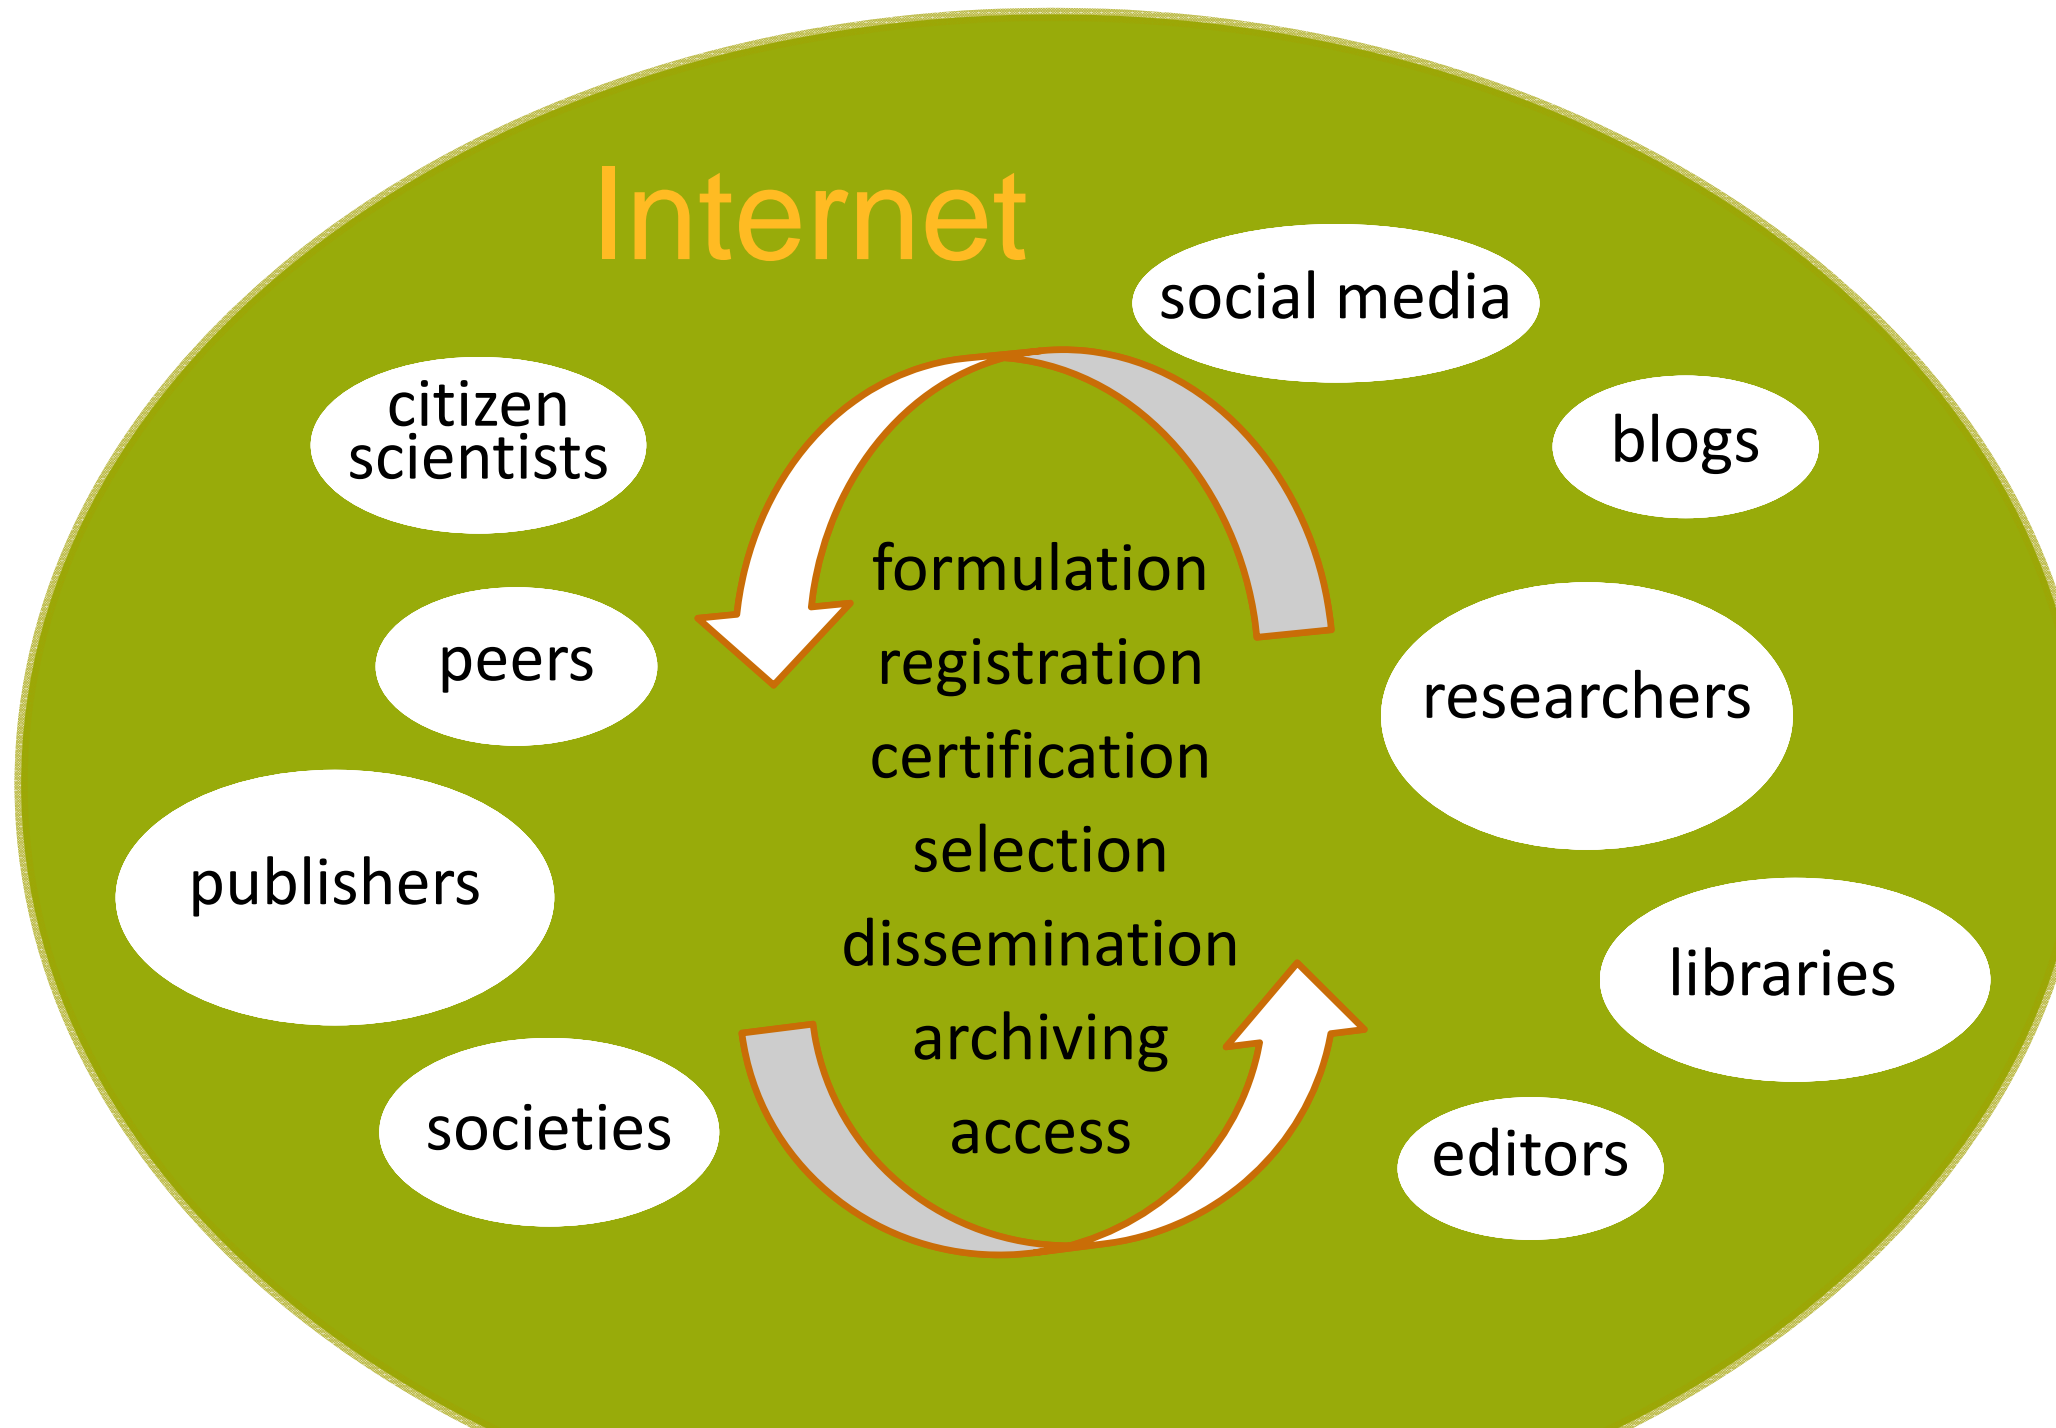 Internet
social media
citizen
scientists
blogs
formulation
peers
registration
researchers
certification
selection
publishers
dissemination
libraries
archiving
societies
access
editors